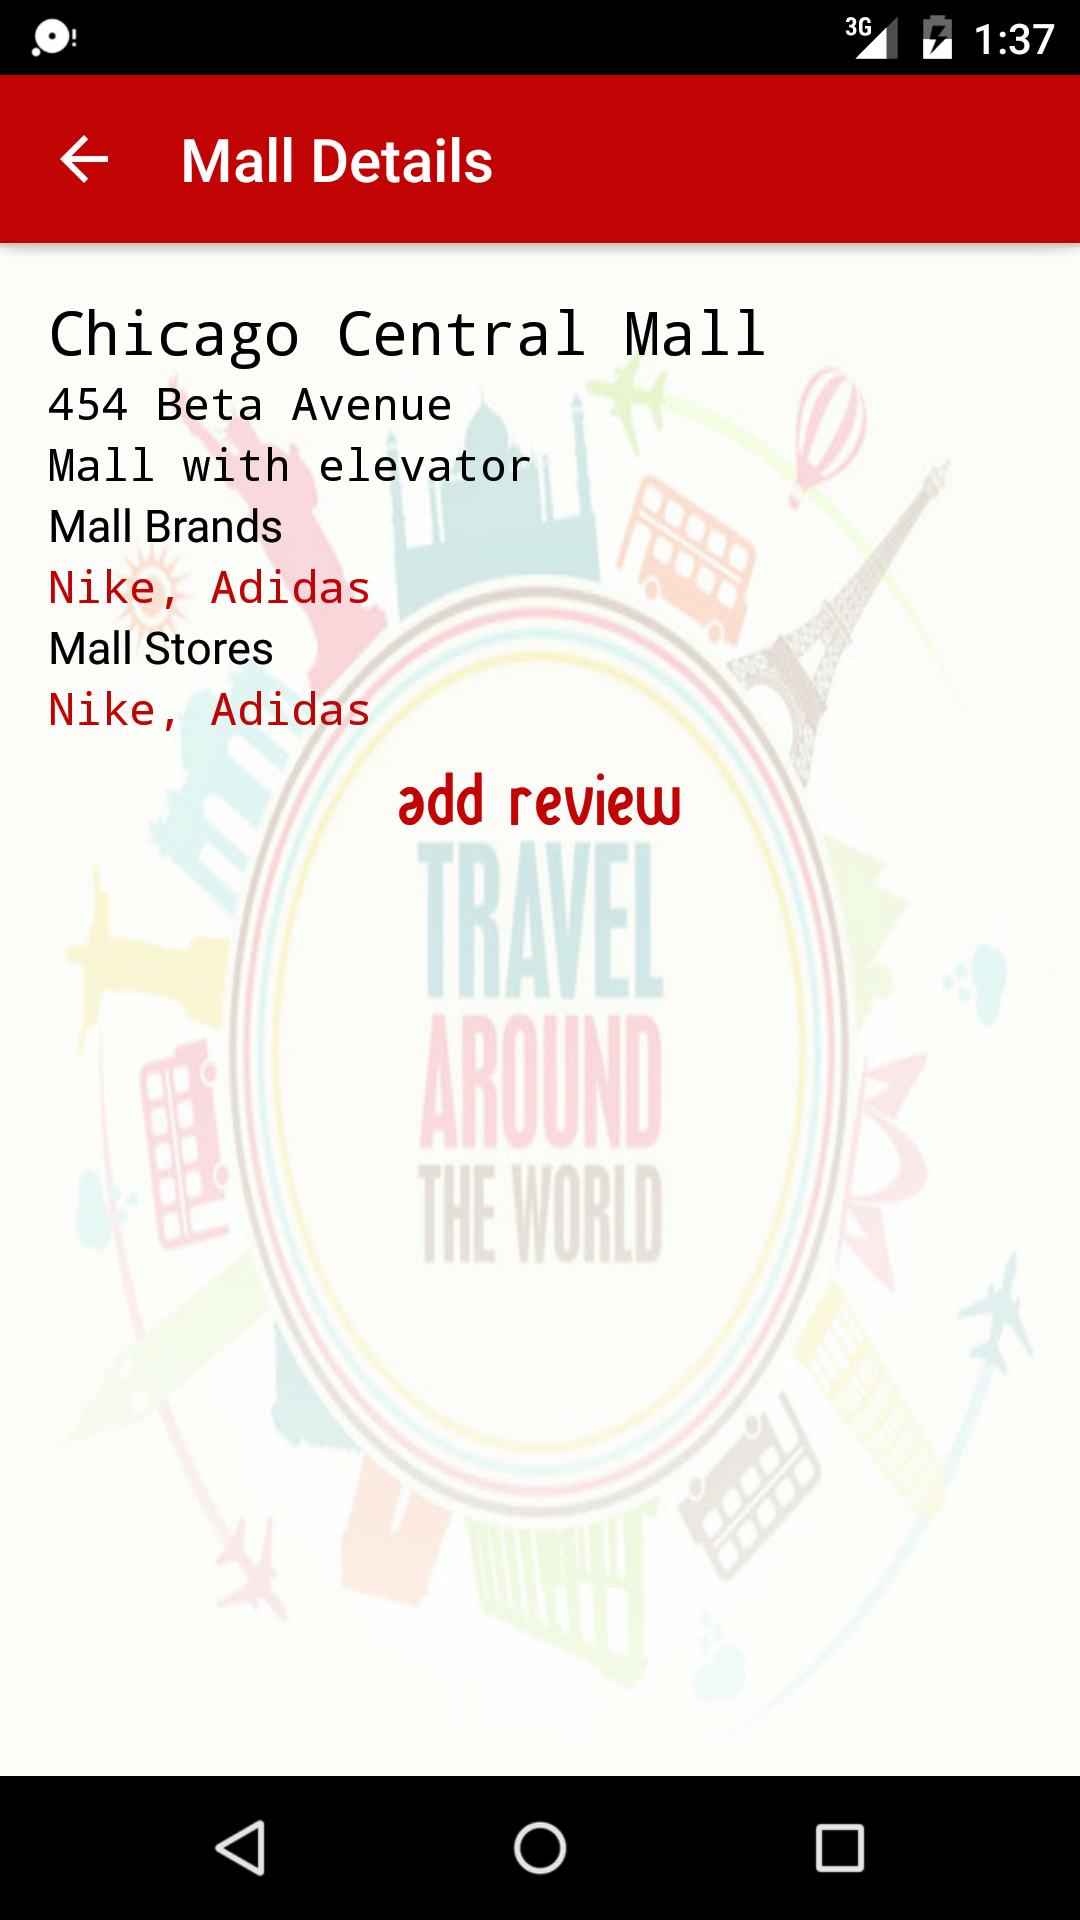 3G 1:37
Mall Details
Chicago Central Mall
454 Beta Avenue
Mall with elevator
Mall Brands
Nike, Adidas
Mall Stores
Nike, Adidas
add review
TRAVEL
AROUND
THE WORLD